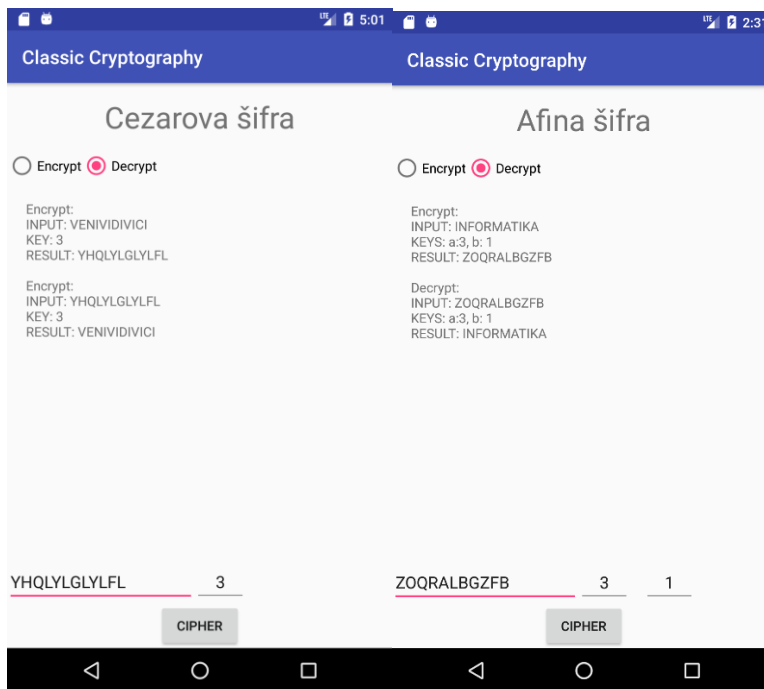 5:01
Classic Cryptography
Cezarova šifra
Encrypt Decrypt
Encrypt:
INPUT: VENIVIDIVICI
KEY: 3
RESULT: YHQLYLGLYLFL
Encrypt:
INPUT: YHQLYLGLYLFL
KEY: 3
RESULT: VENIVIDIVICI
YHQLYLGLYLFL 3
CIPHER
LTE 2:31
Classic Cryptography
Afina šifra
Encrypt Decrypt
Encrypt:
INPUT: INFORMATIKA
KEYS: a:3, b: 1
RESULT: ZOQRALBGZFB
Decrypt:
INPUT: ZOQRALBGZFB
KEYS: a:3, b: 1
RESULT: INFORMATIKA
ZOQRALBGZFB 3 1
CIPHER